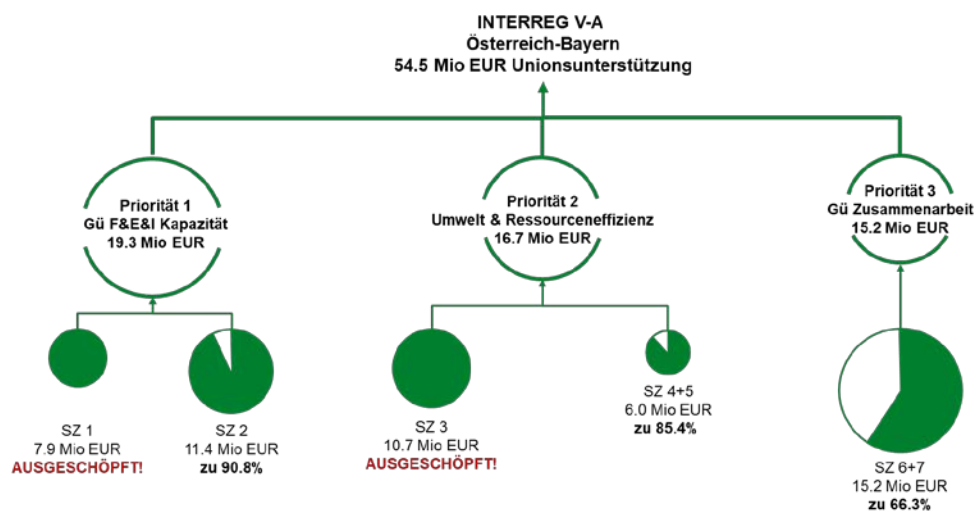 INTERREG V-A
Österreich-Bayern
54.5 Mio EUR Unionsunterstützung
Priorität 1
Gü F&E&I Kapazität
19.3 Mio EUR
Priorität 2
Umwelt & Ressourceneffizienz
16.7 Mio EUR
Priorität 3
Gü Zusammenarbeit
15.2 Mio EUR
SZ 1
7.9 Mio EUR
AUSGESCHÖPFT!
SZ 2
11.4 Mio EUR
zu 90.8%
SZ 3
10.7 Mio EUR
AUSGESCHÖPFT!
SZ 4+5
6.0 Mio EUR
zu 85.4%
SZ 6+7
15.2 Mio EUR
zu 66.3%